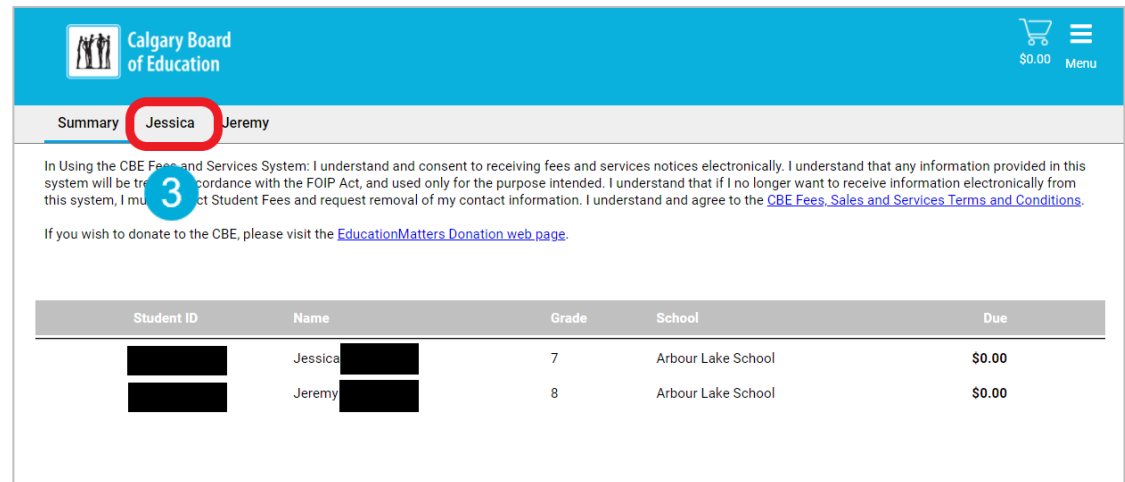 Calgary Board
of Education
$0.00 Menu
Summary Jessica Jeremy
In Using the CBE Fees and Services System: I understand and consent to receiving fees and services notices electronically. I understand that any information provided in this
system will be cordance with the FOIP Act, and used only for the purpose intended. I understand that if I no longer want to receive information electronically from
this system, I ct Student Fees and request removal of my contact information. I understand and agree to the CBE Fees, Sales and Services Terms and Conditions.
3
If you wish to donate to the CBE, please visit the EducationMatters Donation web page.
Student ID Name Grade School Due
Jessica 7 Arbour Lake School $0.00
Jeremy 8 Arbour Lake School $0.00